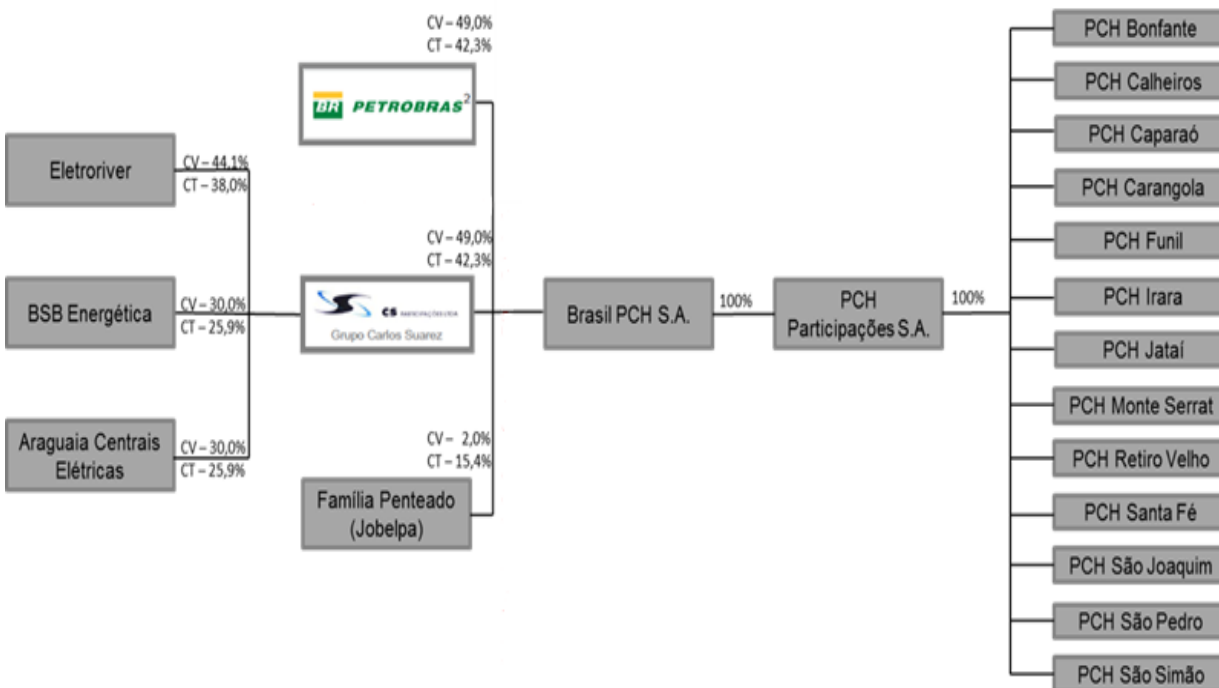 CV – 49,0%
CT – 42,3%
BR PETROBRAS2
Eletroriver
CV – 44,1%
CT – 38,0%
CV – 49,0%
CT – 42,3%
BSB Energética
CV – 30,0%
CT – 25,9%
CS PARTICIPAÇÕES LTDA
Grupo Carlos Suarez
Brasil PCH S.A.
100%
PCH
Participações S.A.
100%
Araguaia Centrais
Elétricas
CV – 30,0%
CT – 25,9%
CV – 2,0%
CT – 15,4%
Família Penteado
(Jobelpa)
PCH Bonfante
PCH Calheiros
PCH Caparaó
PCH Carangola
PCH Funil
PCH Irara
PCH Jataí
PCH Monte Serrat
PCH Retiro Velho
PCH Santa Fé
PCH São Joaquim
PCH São Pedro
PCH São Simão